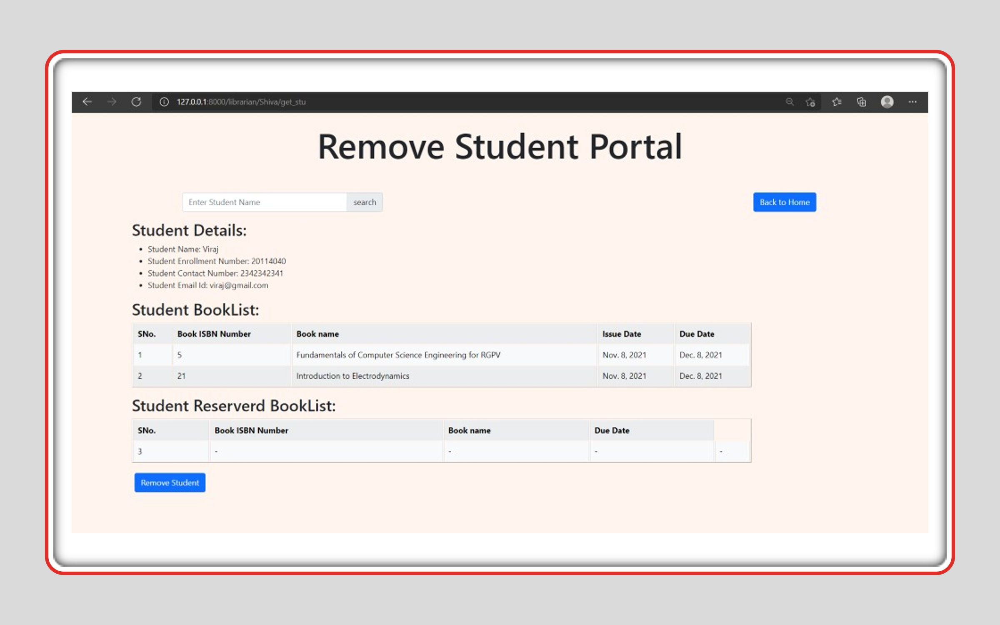 127.0.0.1:8000/librarian/Shiva/get_stu
Remove Student Portal
Enter Student Name search Back to Home
Student Details:
• Student Name: Viraj
• Student Enrollment Number: 20114040
• Student Contact Number: 2342342341
• Student Email Id: viraj@gmail.com
Student BookList:
SNo. Book ISBN Number Book name Issue Date Due Date
1 5 Fundamentals of Computer Science Engineering for RGPV Nov. 8, 2021 Dec. 8, 2021
2 21 Introduction to Electrodynamics Nov. 8, 2021 Dec. 8, 2021
Student Reserverd BookList:
SNo. Book ISBN Number Book name Due Date
3 - - - -
Remove Student